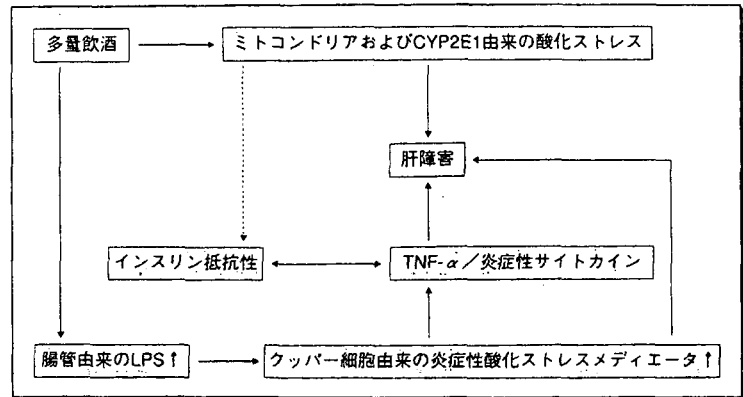 多量飲酒
ミトコンドリアおよびCYP2E1由来の酸化ストレス
肝障害
インスリン抵抗性
TNF-α／炎症性サイトカイン
腸管由来のLPS↑
クッパー細胞由来の炎症性酸化ストレスメディエータ↑